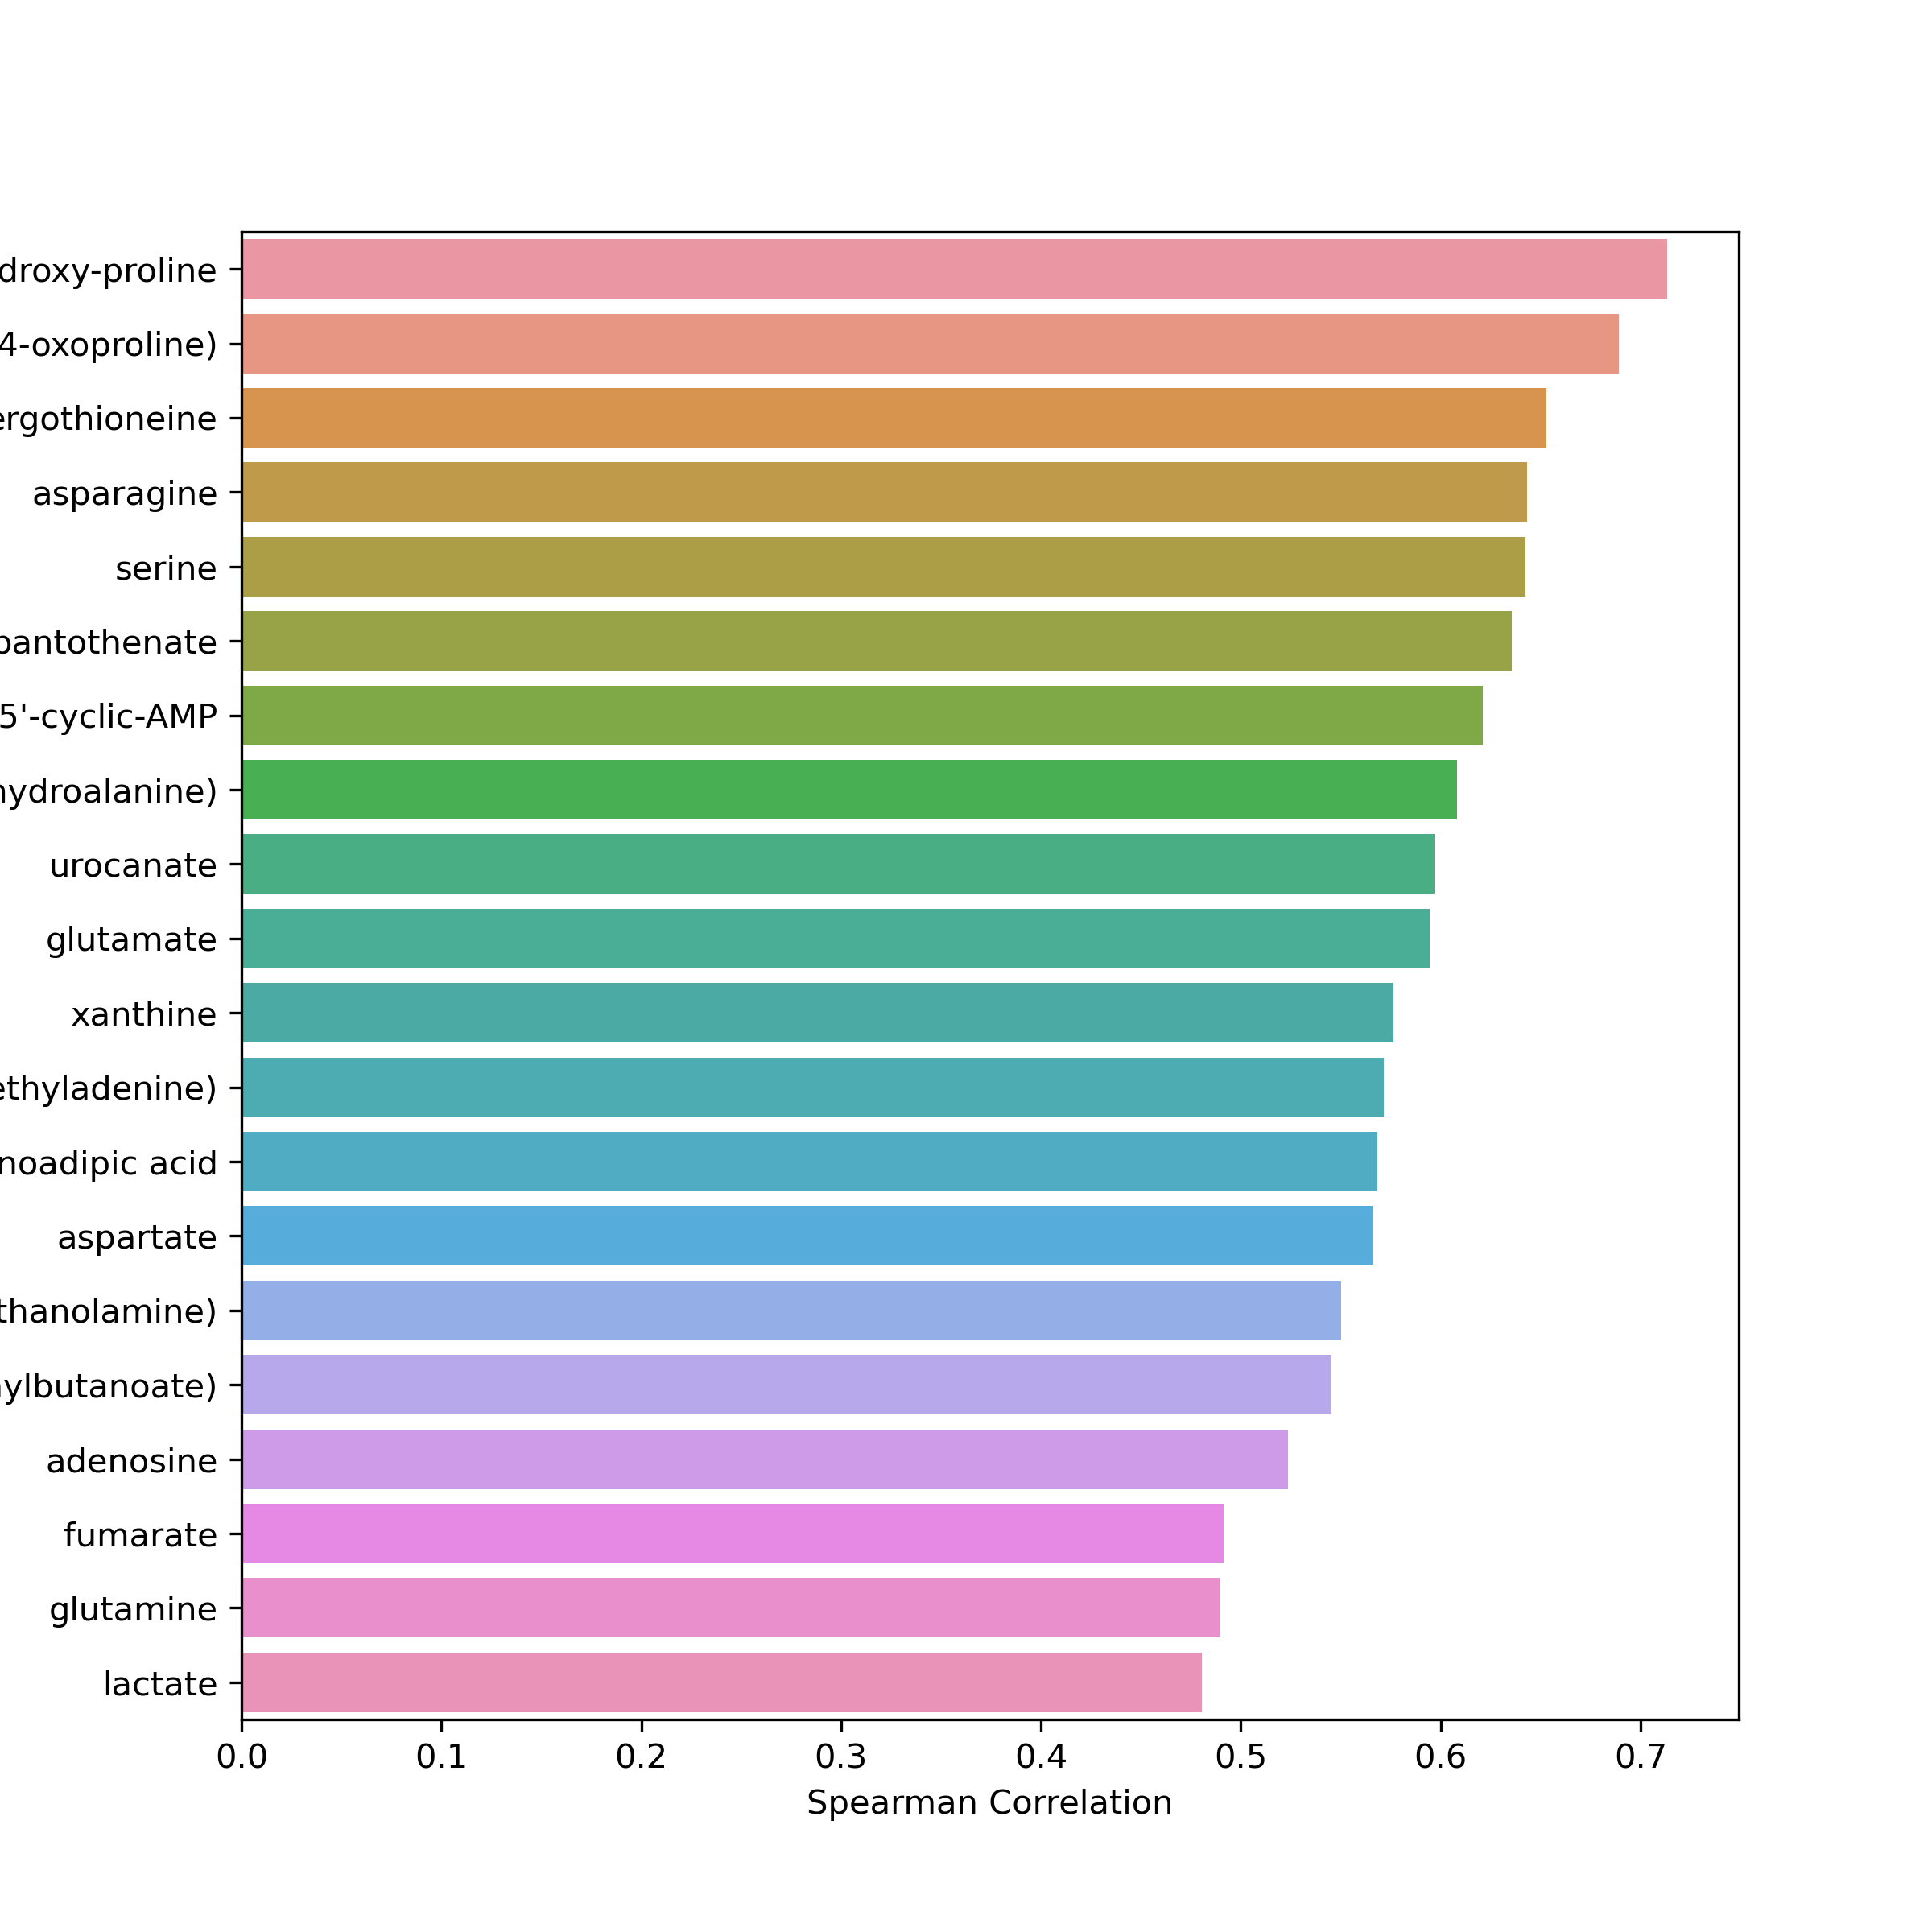 droxy-proline
4-oxoproline)
ergothioneine
asparagine
serine
pantothenate
5'-cyclic-AMP
hydroalanine)
urocanate
glutamate
xanthine
ethyladenine)
noadipic acid
aspartate
thanolamine)
ylbutanoate)
adenosine
fumarate
glutamine
lactate
0.0 0.1 0.2 0.3 0.4 0.5 0.6 0.7
Spearman Correlation